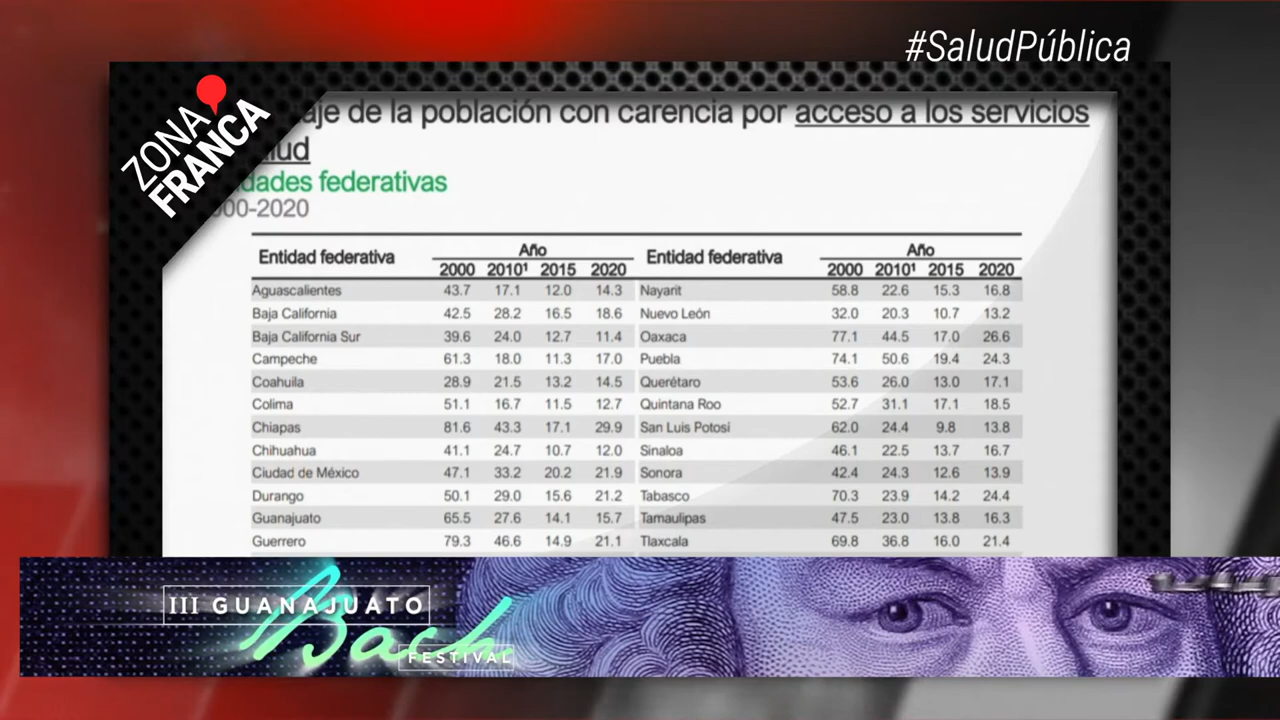 #SaludPública
ZONA
FRANCA
de la población con carencia por acceso a los servicios
federativas
-2020
Entidad federativa Año Entidad federativa Año
2000 2010¹ 2015 2020 2000 2010¹ 2015 2020
Aguascalientes 43.7 17.1 12.0 14.3 Nayarit 58.8 22.6 15.3 16.8
Baja California 42.5 28.2 16.5 18.6 Nuevo León 32.0 20.3 10.7 13.2
Baja California Sur 39.6 24.0 12.7 11.4 Oaxaca 77.1 44.5 17.0 26.6
Campeche 61.3 18.0 11.3 17.0 Puebla 74.1 50.6 19.4 24.3
Coahuila 28.9 21.5 13.2 14.5 Querétaro 53.6 26.0 13.0 17.1
Colima 51.1 16.7 11.5 12.7 Quintana Roo 52.7 31.1 17.1 18.5
Chiapas 81.6 43.3 17.1 29.9 San Luis Potosí 62.0 24.4 9.8 13.8
Chihuahua 41.1 24.7 10.7 12.0 Sinaloa 46.1 22.5 13.7 16.7
Ciudad de México 47.1 33.2 20.2 21.9 Sonora 42.4 24.3 12.6 13.9
Durango 50.1 29.0 15.6 21.2 Tabasco 70.3 23.9 14.2 24.4
Guanajuato 65.5 27.6 14.1 15.7 Tamaulipas 47.5 23.0 13.8 16.3
Guerrero 79.3 46.6 14.9 21.1 Tlaxcala 69.8 36.8 16.0 21.4
III GUANAJUATO
Bach
FESTIVAL